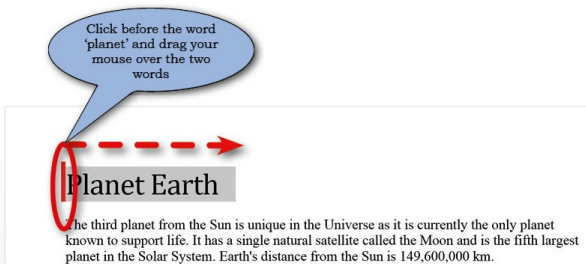 Click before the word
'planet' and drag your
mouse over the two
words
Planet Earth
The third planet from the Sun is unique in the Universe as it is currently the only planet
known to support life. It has a single natural satellite called the Moon and is the fifth largest
planet in the Solar System. Earth's distance from the Sun is 149,600,000 km.